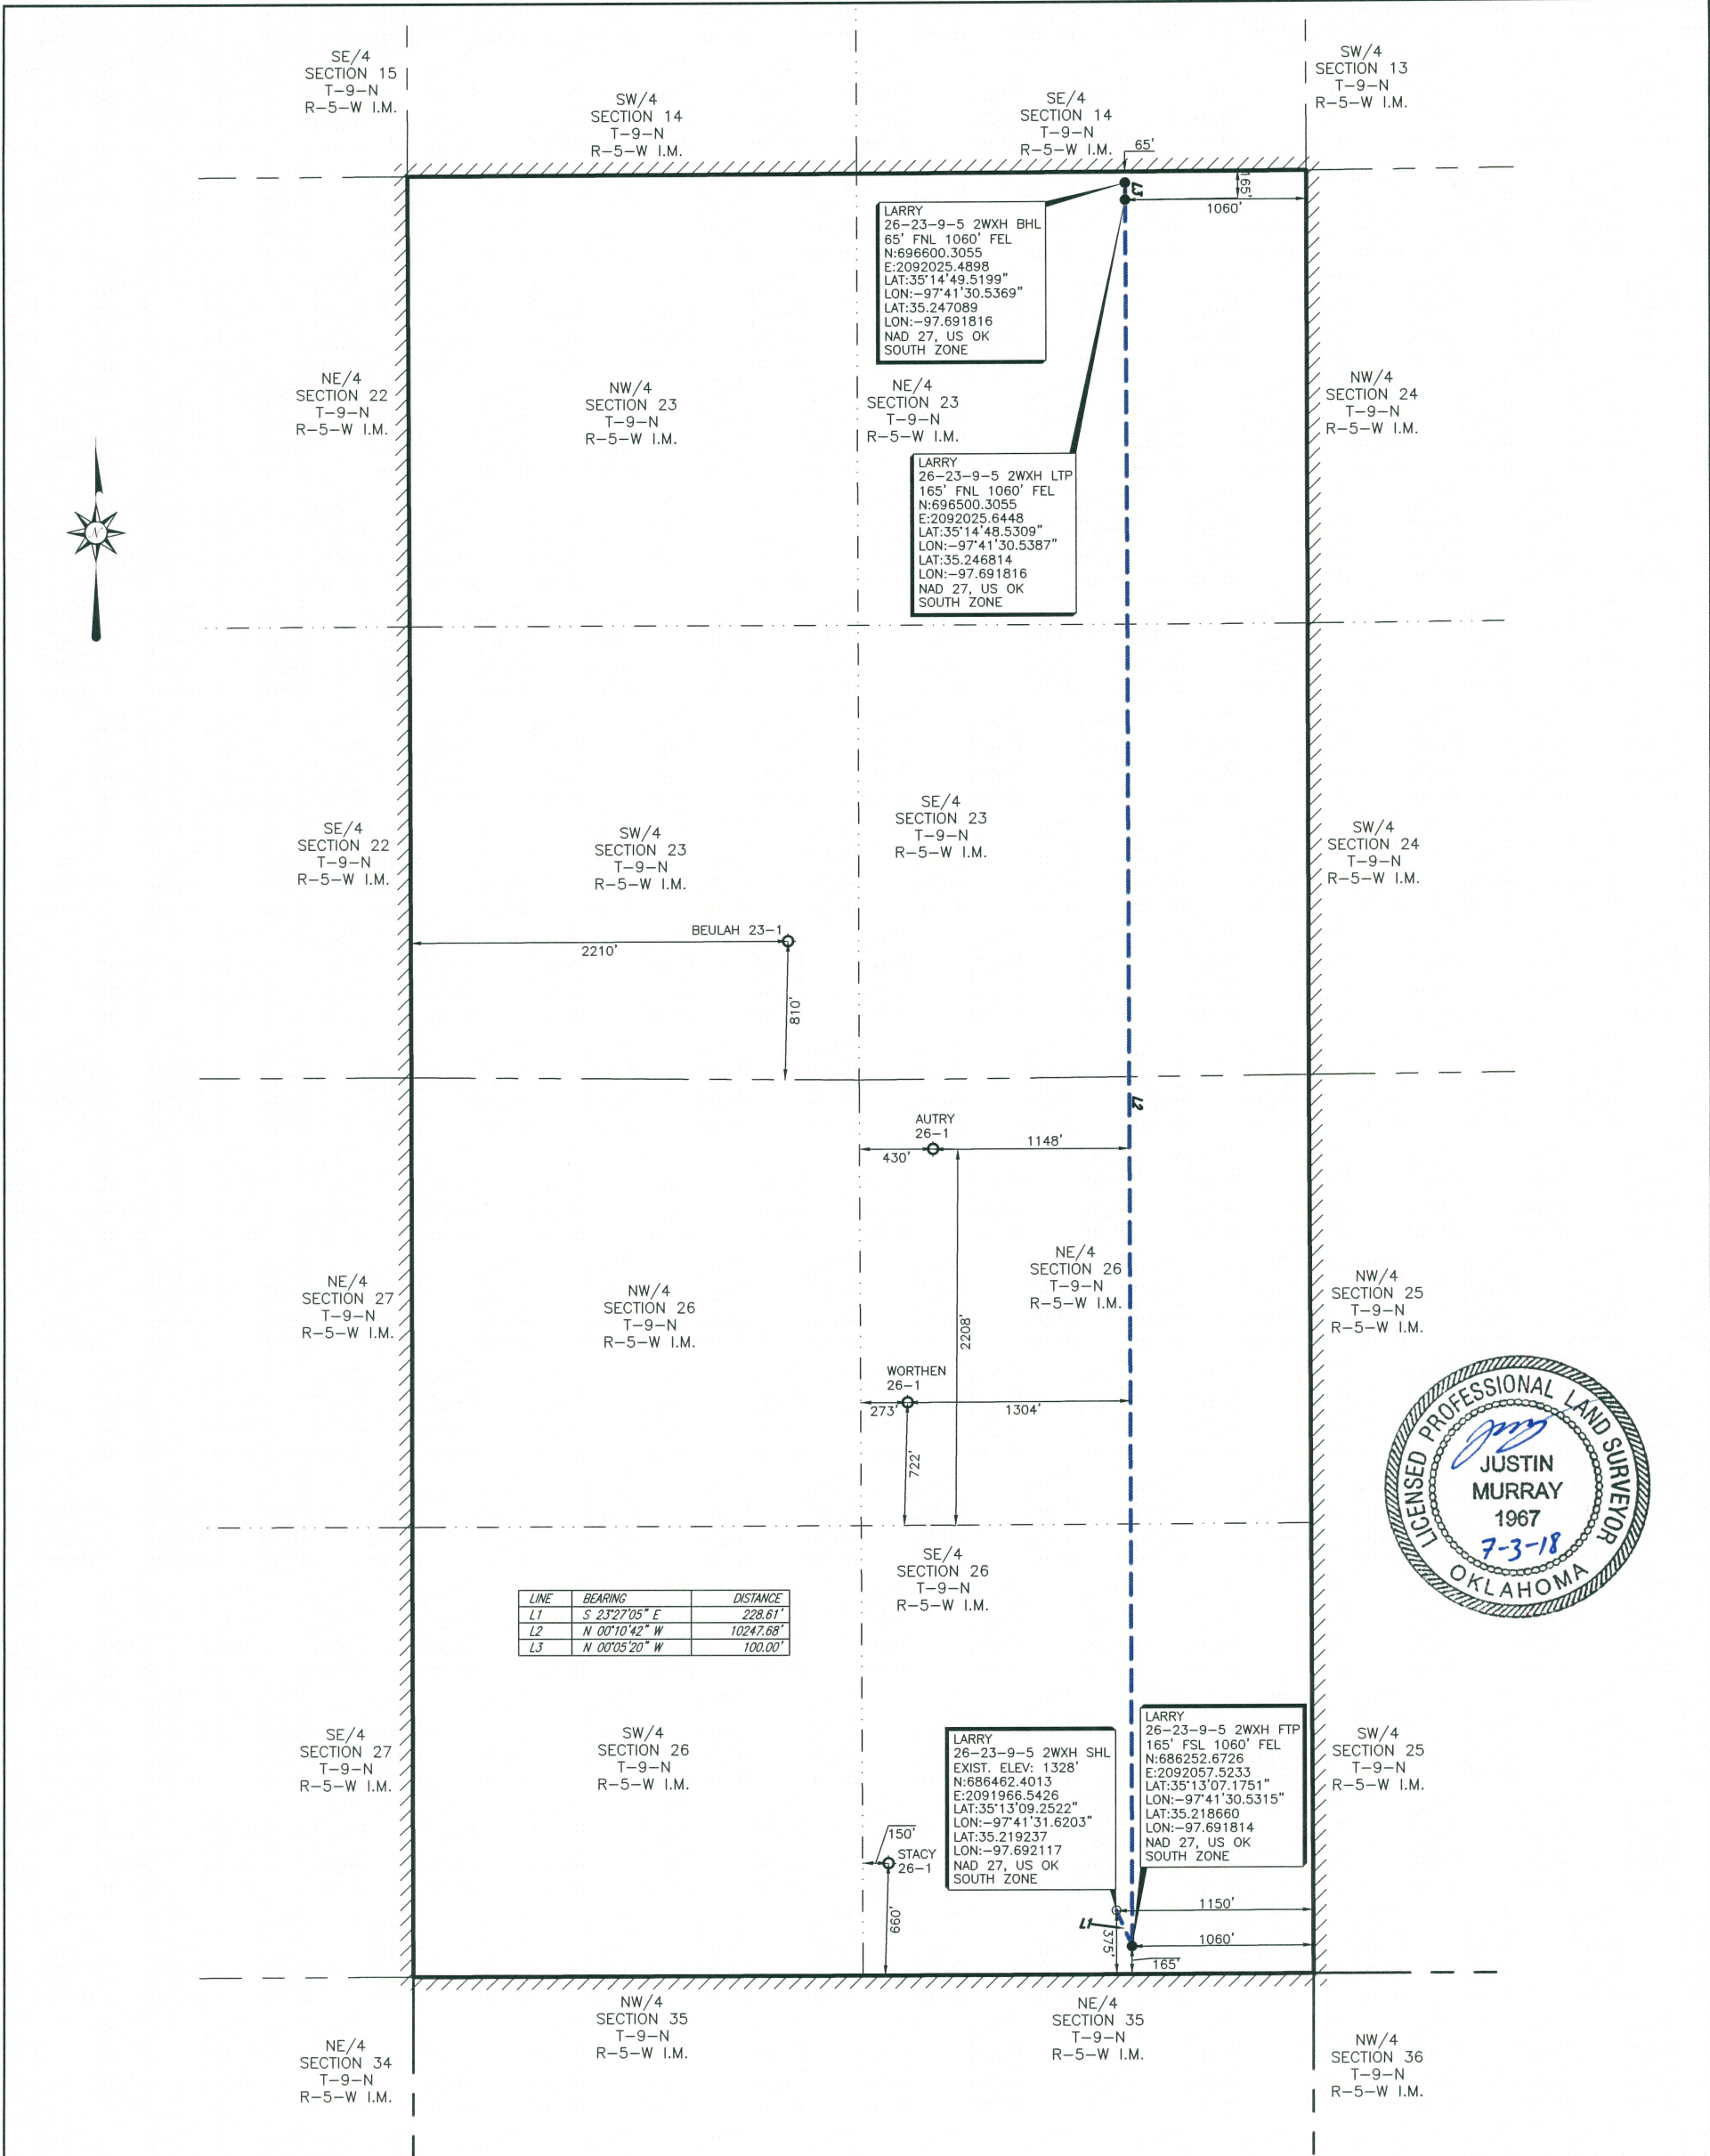 SE/4
SECTION 15
T-9-N
R-5-W I.M.
SW/4
SECTION 14
T-9-N
R-5-W I.M.
SE/4
SECTION 14
T-9-N
R-5-W I.M.
SW/4
SECTION 13
T-9-N
R-5-W I.M.
65'
L3
165'
1060'
LARRY
26-23-9-5 2WXH BHL
65' FNL 1060' FEL
N:696600.3055
E:2092025.4898
LAT:35°14'49.5199"
LON:-97°41'30.5369"
LAT:35.247089
LON:-97.691816
NAD 27, US OK
SOUTH ZONE
NE/4
SECTION 22
T-9-N
R-5-W I.M.
NW/4
SECTION 23
T-9-N
R-5-W I.M.
NE/4
SECTION 23
T-9-N
R-5-W I.M.
NW/4
SECTION 24
T-9-N
R-5-W I.M.
LARRY
26-23-9-5 2WXH LTP
165' FNL 1060' FEL
N:696500.3055
E:2092025.6448
LAT:35°14'48.5309"
LON:-97°41'30.5387"
LAT:35.246814
LON:-97.691816
NAD 27, US OK
SOUTH ZONE
N
SE/4
SECTION 22
T-9-N
R-5-W I.M.
SW/4
SECTION 23
T-9-N
R-5-W I.M.
SE/4
SECTION 23
T-9-N
R-5-W I.M.
SW/4
SECTION 24
T-9-N
R-5-W I.M.
BEULAH 23-1
2210'
810'
L2
AUTRY
26-1
430'
1148'
2208'
NE/4
SECTION 27
T-9-N
R-5-W I.M.
NW/4
SECTION 26
T-9-N
R-5-W I.M.
NE/4
SECTION 26
T-9-N
R-5-W I.M.
NW/4
SECTION 25
T-9-N
R-5-W I.M.
WORTHEN
26-1
273'
1304'
722'
LICENSED PROFESSIONAL LAND SURVEYOR
JUSTIN
MURRAY
1967
7-3-18
OKLAHOMA
SE/4
SECTION 26
T-9-N
R-5-W I.M.
LINE BEARING DISTANCE
L1 S 23°27'05" E 228.61'
L2 N 00°10'42" W 10247.68'
L3 N 00°05'20" W 100.00'
SE/4
SECTION 27
T-9-N
R-5-W I.M.
SW/4
SECTION 26
T-9-N
R-5-W I.M.
LARRY
26-23-9-5 2WXH SHL
EXIST. ELEV: 1328'
N:686462.4013
E:2091966.5426
LAT:35°13'09.2522"
LON:-97°41'31.6203"
LAT:35.219237
LON:-97.692117
NAD 27, US OK
SOUTH ZONE
LARRY
26-23-9-5 2WXH FTP
165' FSL 1060' FEL
N:686252.6726
E:2092057.5233
LAT:35°13'07.1751"
LON:-97°41'30.5315"
LAT:35.218660
LON:-97.691814
NAD 27, US OK
SOUTH ZONE
SW/4
SECTION 25
T-9-N
R-5-W I.M.
150'
STACY
26-1
660'
1150'
L1
375'
1060'
165'
NE/4
SECTION 34
T-9-N
R-5-W I.M.
NW/4
SECTION 35
T-9-N
R-5-W I.M.
NE/4
SECTION 35
T-9-N
R-5-W I.M.
NW/4
SECTION 36
T-9-N
R-5-W I.M.